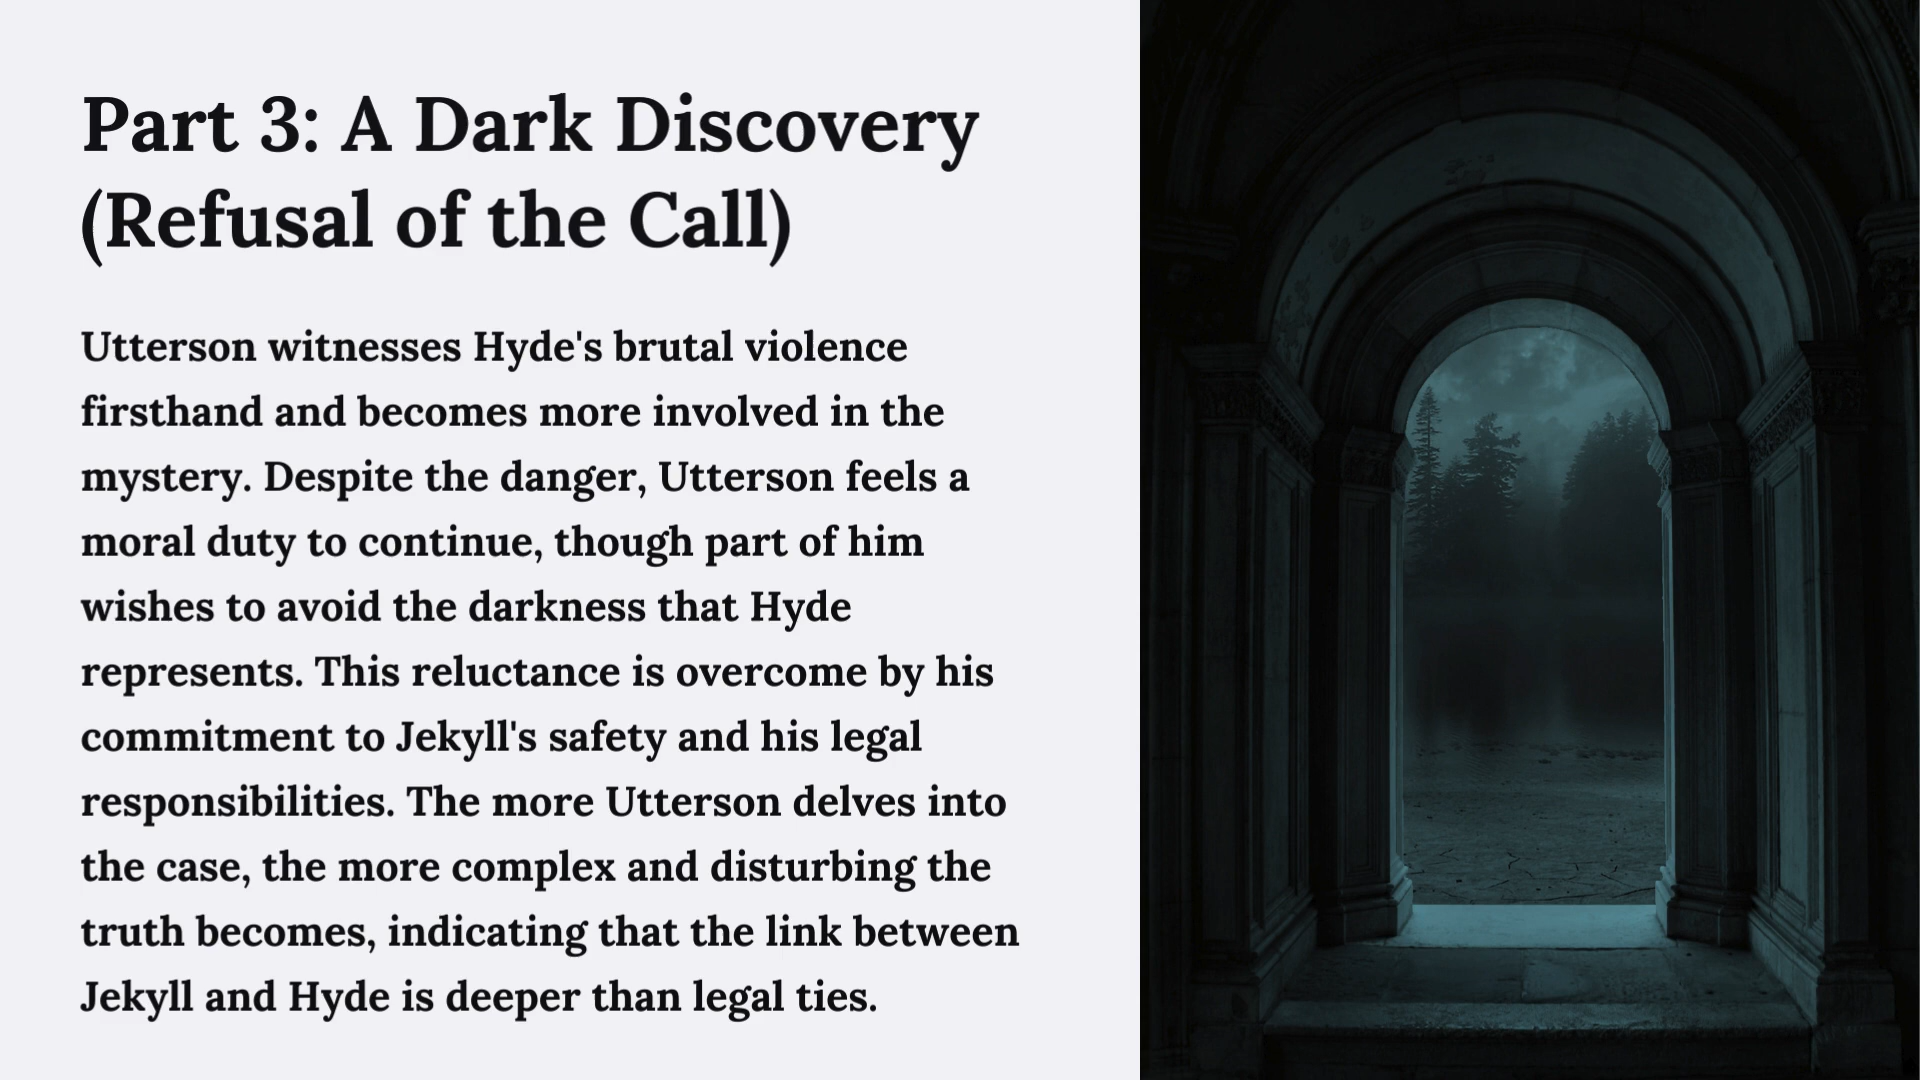 Part 3: A Dark Discovery
(Refusal of the Call)
Utterson witnesses Hyde's brutal violence
firsthand and becomes more involved in the
mystery. Despite the danger, Utterson feels a
moral duty to continue, though part of him
wishes to avoid the darkness that Hyde
represents. This reluctance is overcome by his
commitment to Jekyll's safety and his legal
responsibilities. The more Utterson delves into
the case, the more complex and disturbing the
truth becomes, indicating that the link between
Jekyll and Hyde is deeper than legal ties.